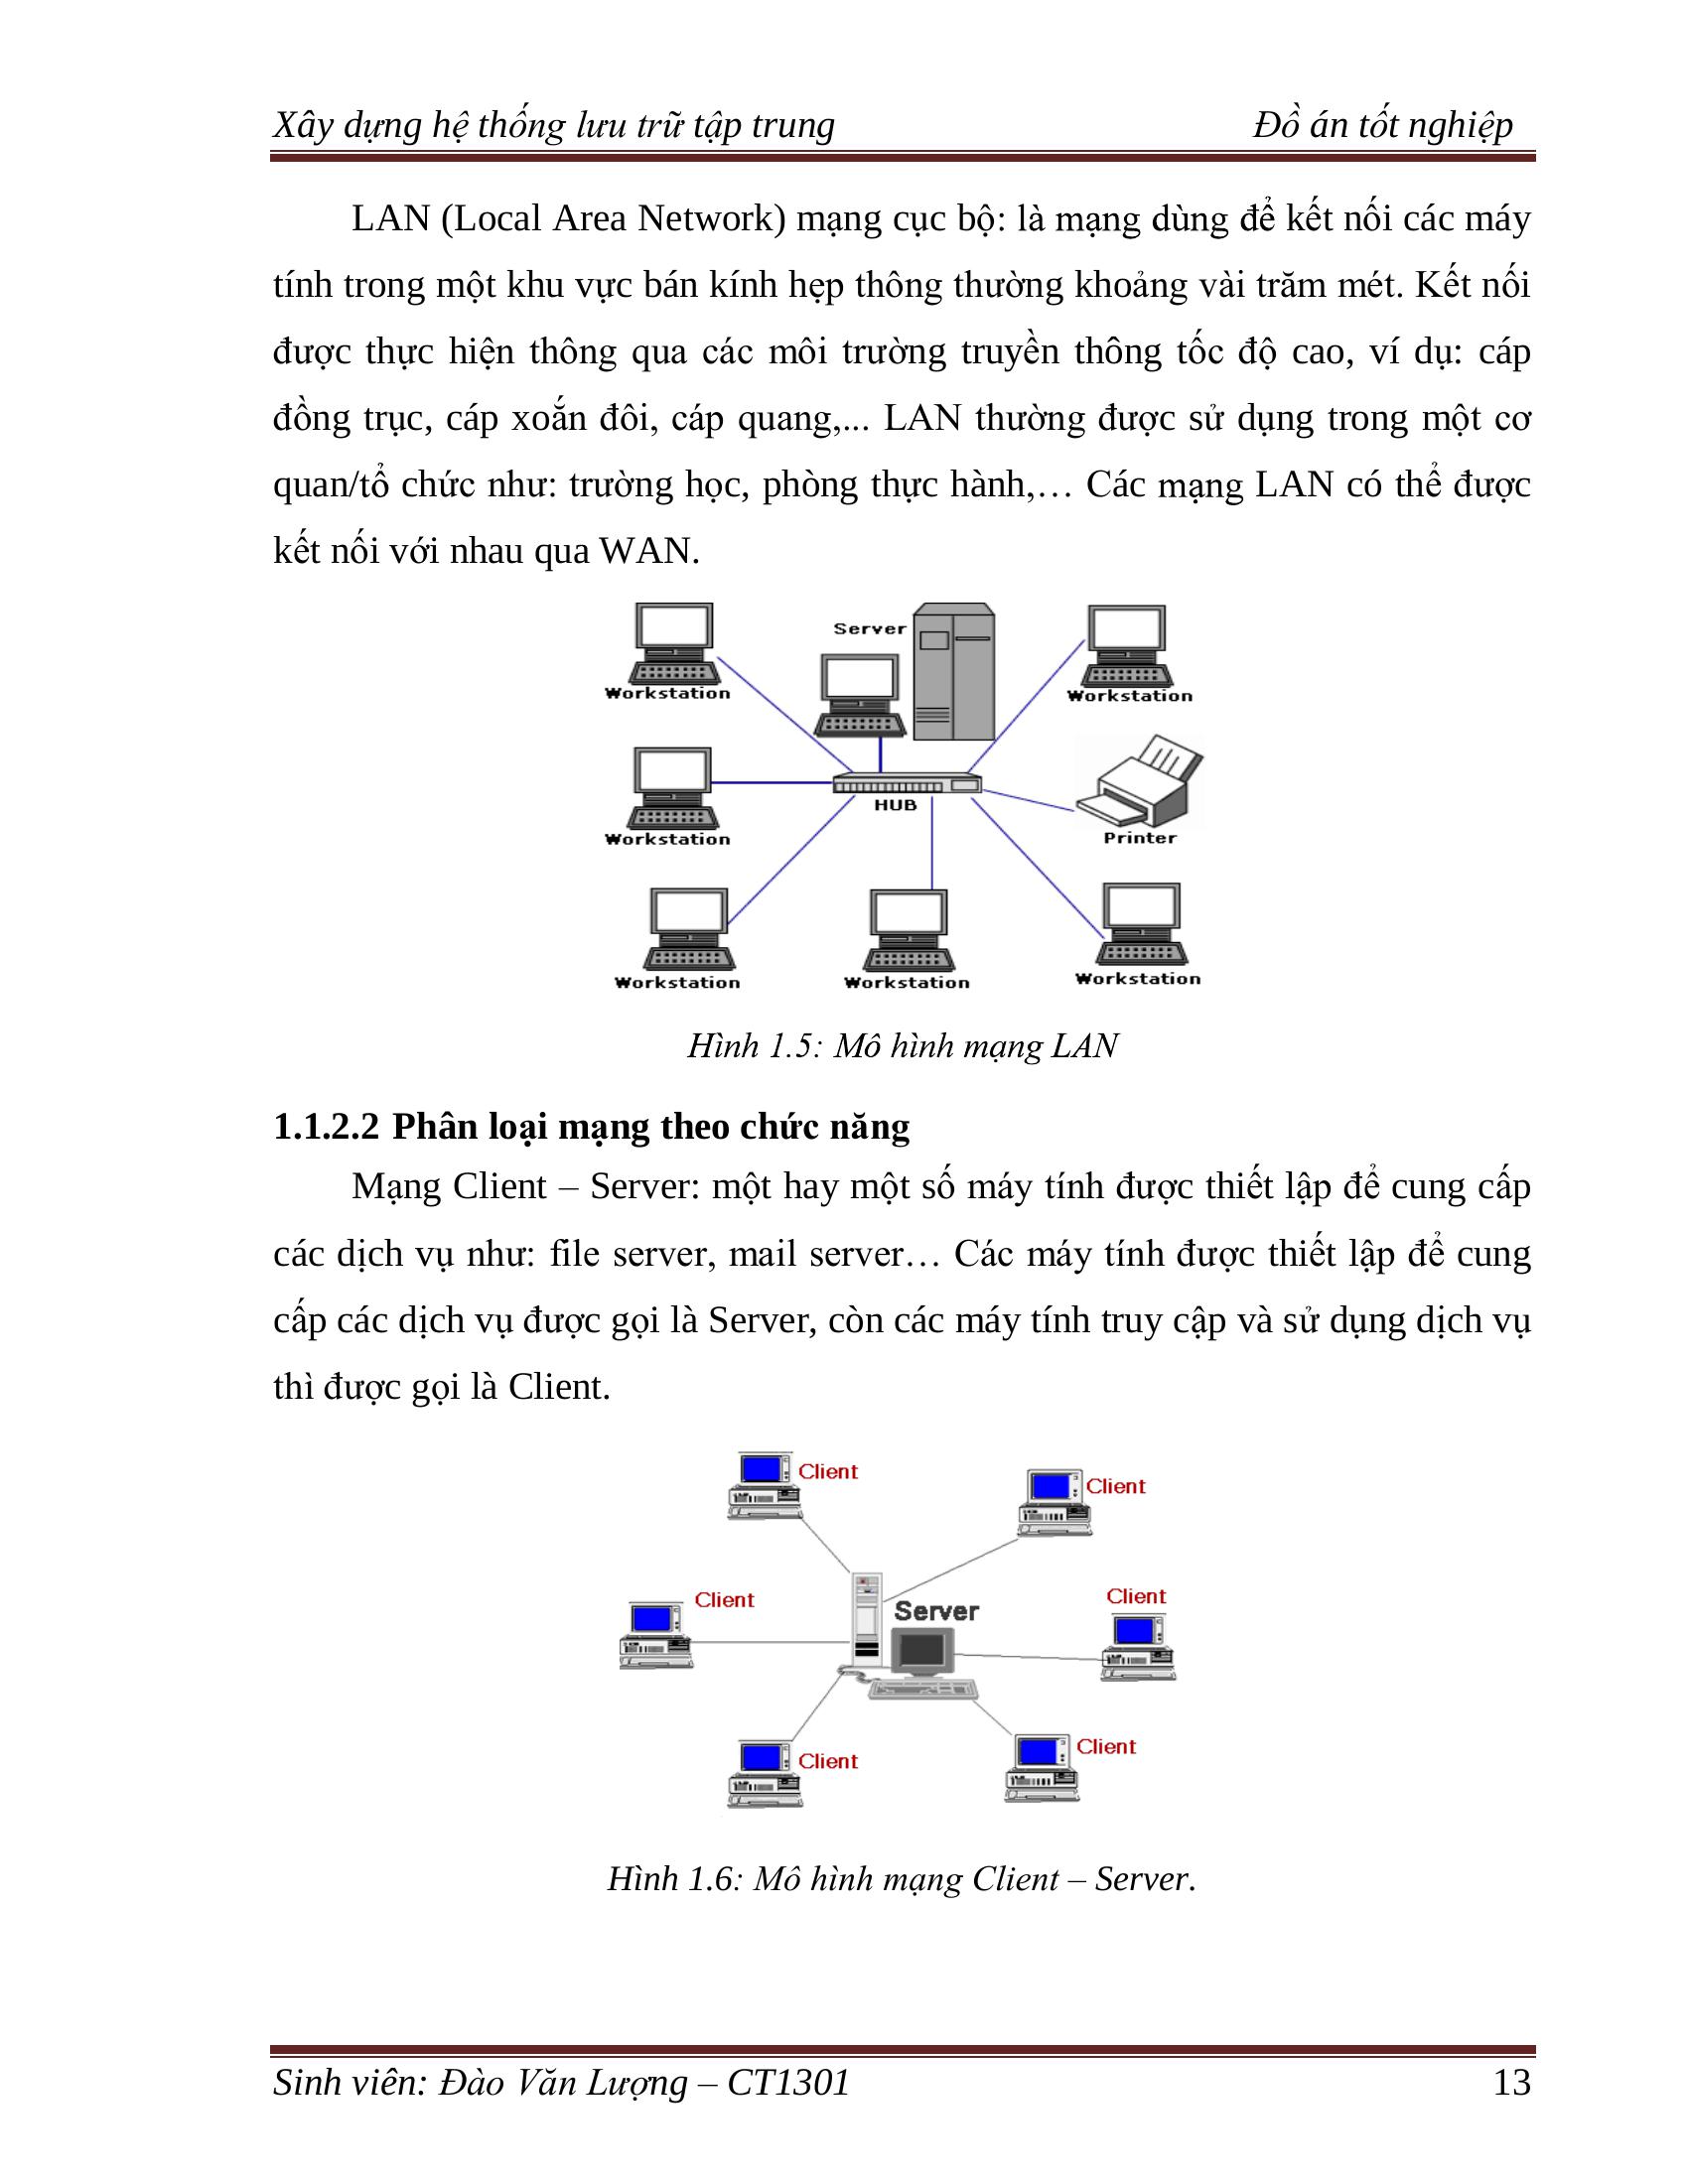 Xây dựng hệ thống lưu trữ tập trung Đồ án tốt nghiệp
LAN (Local Area Network) mạng cục bộ: là mạng dùng để kết nối các máy
tính trong một khu vực bán kính hẹp thông thường khoảng vài trăm mét. Kết nối
được thực hiện thông qua các môi trường truyền thông tốc độ cao, ví dụ: cáp
đồng trục, cáp xoắn đôi, cáp quang,... LAN thường được sử dụng trong một cơ
quan/tổ chức như: trường học, phòng thực hành,… Các mạng LAN có thể được
kết nối với nhau qua WAN.
Server
Workstation
Workstation
HUB
Workstation
Printer
Workstation
Workstation
Workstation
Hình 1.5: Mô hình mạng LAN
1.1.2.2 Phân loại mạng theo chức năng
Mạng Client – Server: một hay một số máy tính được thiết lập để cung cấp
các dịch vụ như: file server, mail server… Các máy tính được thiết lập để cung
cấp các dịch vụ được gọi là Server, còn các máy tính truy cập và sử dụng dịch vụ
thì được gọi là Client.
Client
Client
Client
Client
Server
Client
Client
Hình 1.6: Mô hình mạng Client – Server.
Sinh viên: Đào Văn Lượng – CT1301 13